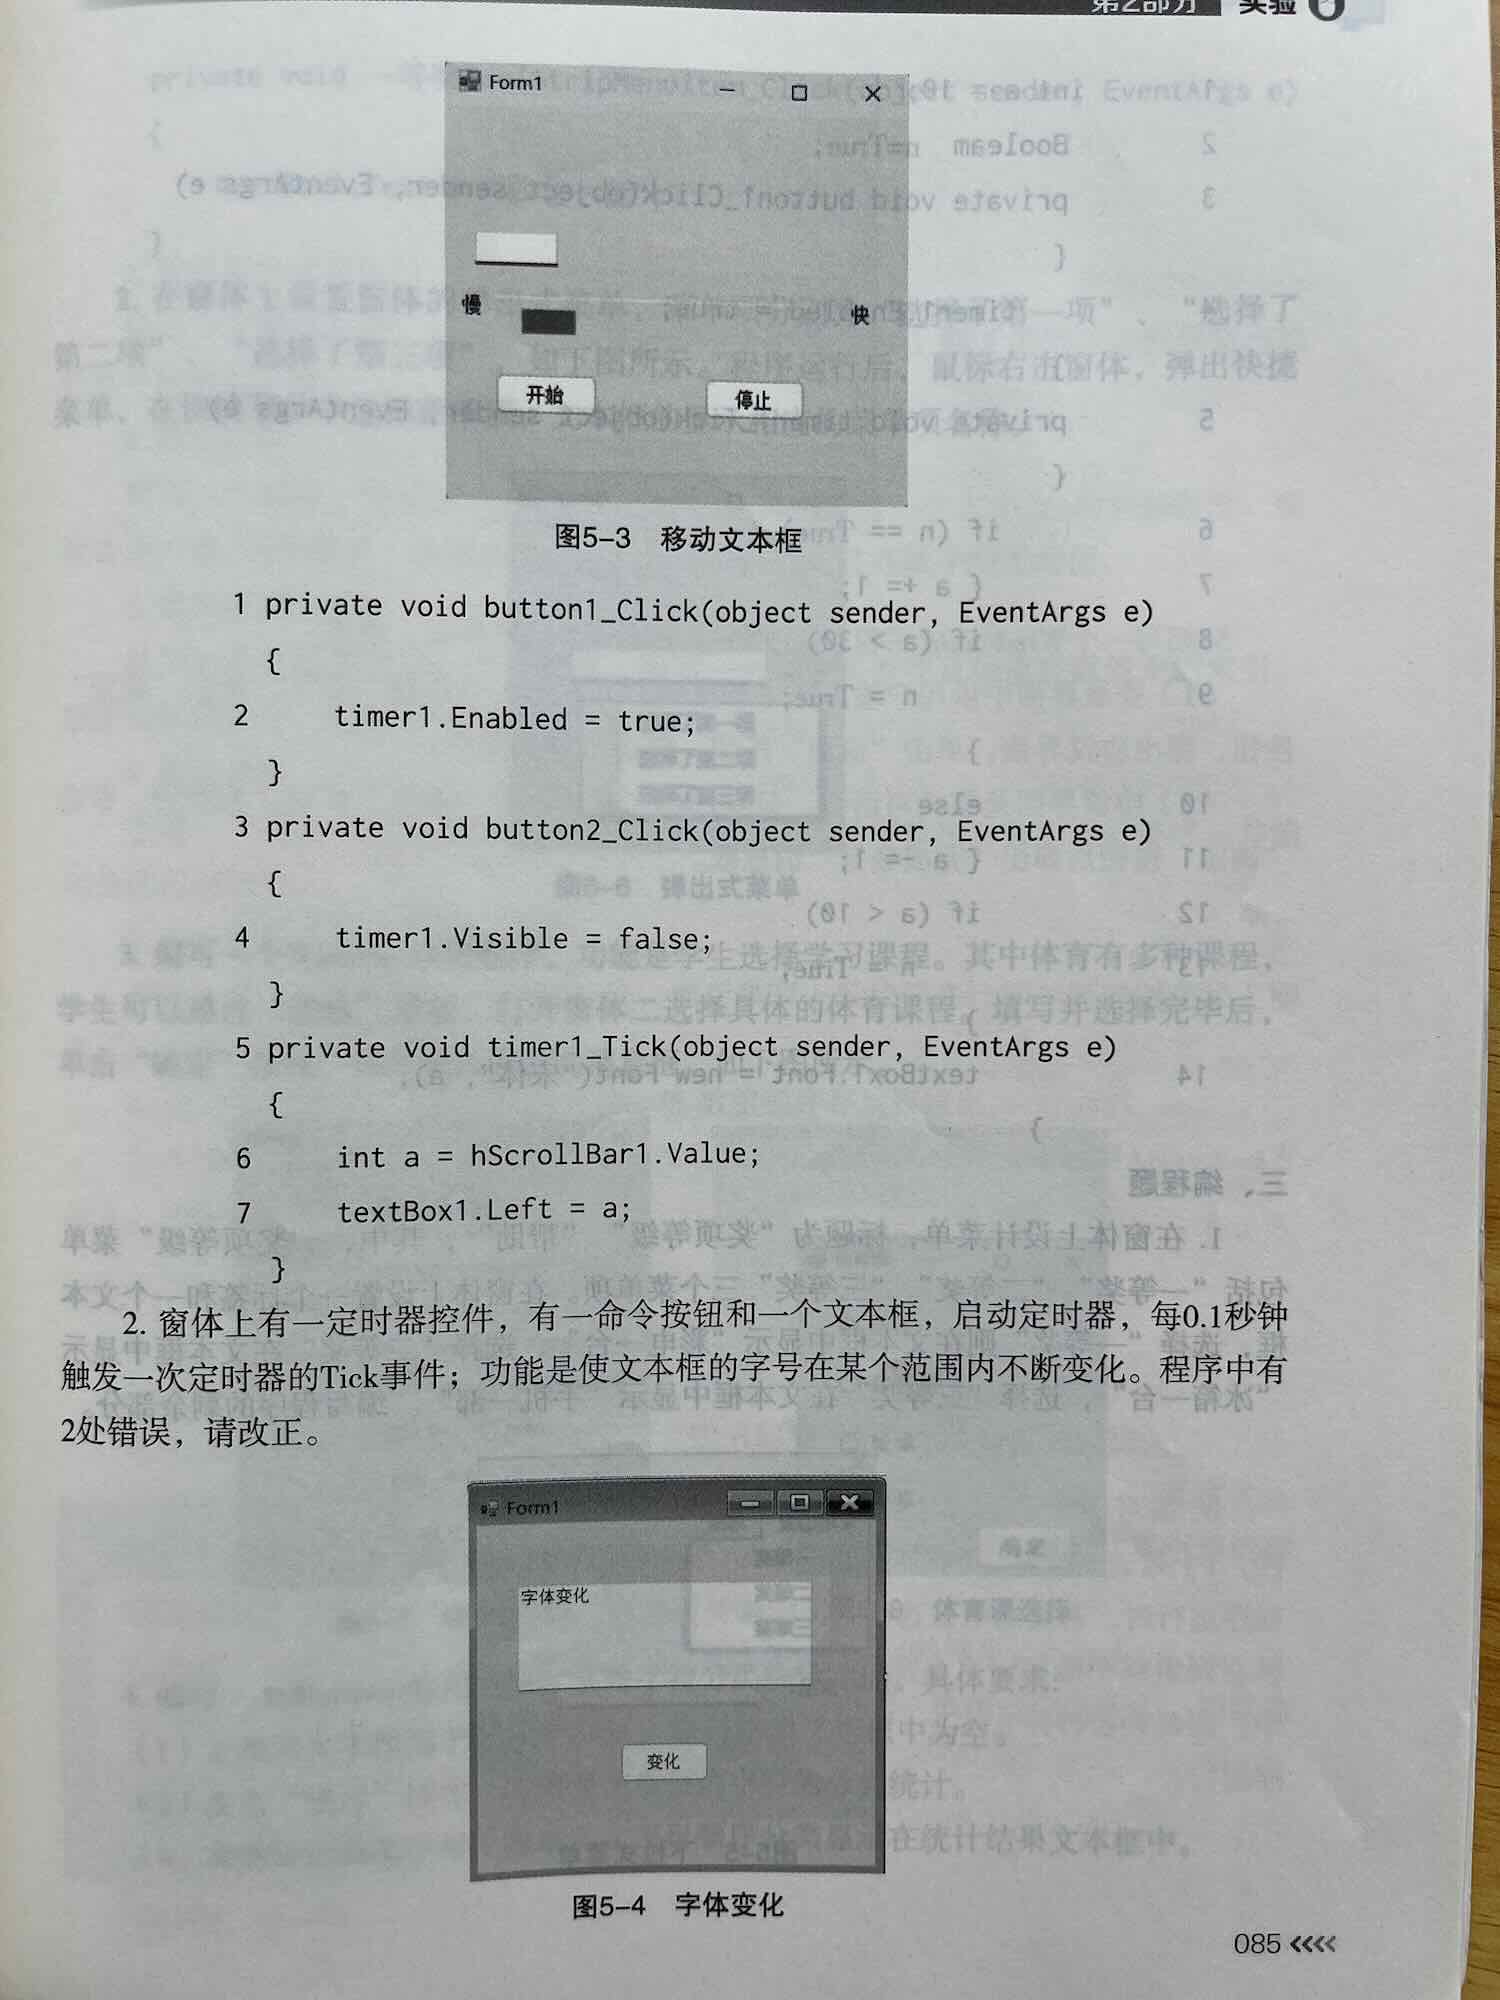 第2部分 实验6
Form1
慢
快
开始
停止
图5-3 移动文本框
1 private void button1_Click(object sender, EventArgs e)
{
2 timer1.Enabled = true;
}
3 private void button2_Click(object sender, EventArgs e)
{
4 timer1.Visible = false;
}
5 private void timer1_Tick(object sender, EventArgs e)
{
6 int a = hScrollBar1.Value;
7 textBox1.Left = a;
}
2. 窗体上有一定时器控件，有一命令按钮和一个文本框，启动定时器，每0.1秒钟
触发一次定时器的Tick事件；功能是使文本框的字号在某个范围内不断变化。程序中有
2处错误，请改正。
Form1
字体变化
变化
图5-4 字体变化
085